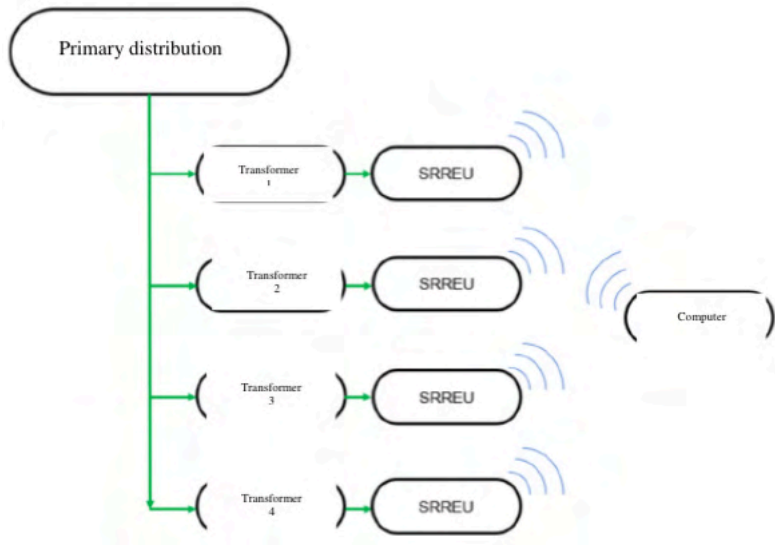 Primary distribution
Transformer
1
SRREU
Transformer
2
SRREU
Computer
Transformer
3
SRREU
Transformer
4
SRREU